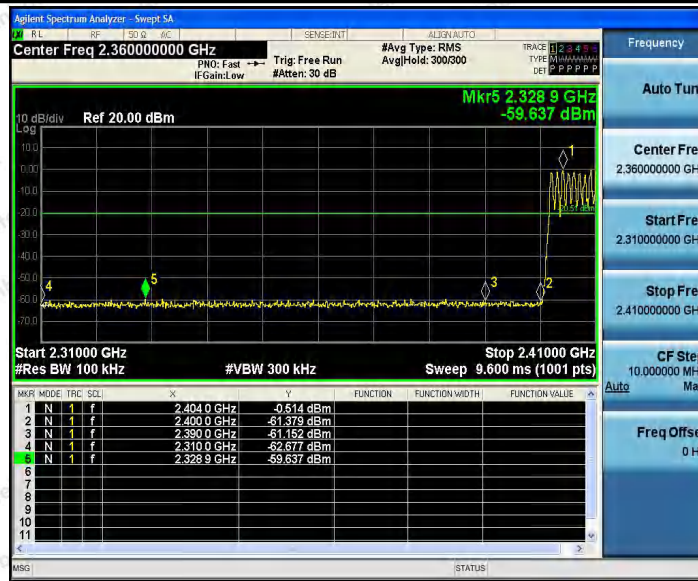 Agilent Spectrum Analyzer - Swept SA
RL RF 50 Ω AC SENSE:INT ALIGNAUTO
Center Freq 2.360000000 GHz
PNO: Fast
IFGain:Low
Trig: Free Run
#Atten: 30 dB
#Avg Type: RMS
Avg|Hold: 300/300
TRACE 1 2 3 4 5 6
TYPE M
DET P P P P P P
Mkr5 2.328 9 GHz
-59.637 dBm
10 dB/div Ref 20.00 dBm
Log
10.0
0.00
-10.0
-20.0
-30.0
-40.0
-50.0
-60.0
-70.0
1
2
3
4
5
Start 2.31000 GHz
Stop 2.41000 GHz
#Res BW 100 kHz
#VBW 300 kHz
Sweep 9.600 ms (1001 pts)
MKR MODE TRC SCL X Y FUNCTION FUNCTION WIDTH FUNCTION VALUE
1 N 1 f 2.404 0 GHz -0.514 dBm
2 N 1 f 2.400 0 GHz -61.379 dBm
3 N 1 f 2.390 0 GHz -61.152 dBm
4 N 1 f 2.310 0 GHz -62.677 dBm
5 N 1 f 2.328 9 GHz -59.637 dBm
6
7
8
9
10
11
MSG
STATUS
Frequency
Auto Tun
Center Fre
2.360000000 GH
Start Fre
2.310000000 GH
Stop Fre
2.410000000 GH
CF Ste
10.000000 MH
Auto Ma
Freq Offse
0 H